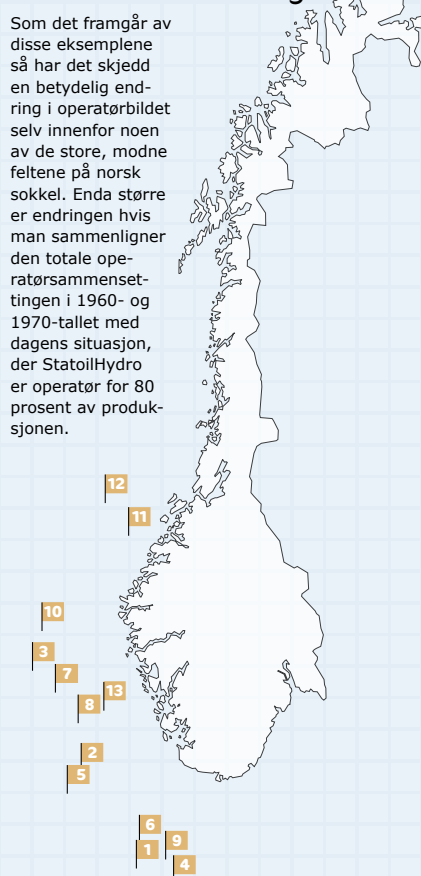 Som det framgår av
disse eksemplene
så har det skjedd
en betydelig end-
ring i operatørbildet
selv innenfor noen
av de store, modne
feltene på norsk
sokkel. Enda større
er endringen hvis
man sammenligner
den totale ope-
ratørsammenset-
tingen i 1960- og
1970-tallet med
dagens situasjon,
der StatoilHydro
er operatør for 80
prosent av produk-
sjonen.
12
11
10
3
7
13
8
2
5
6
9
1
4